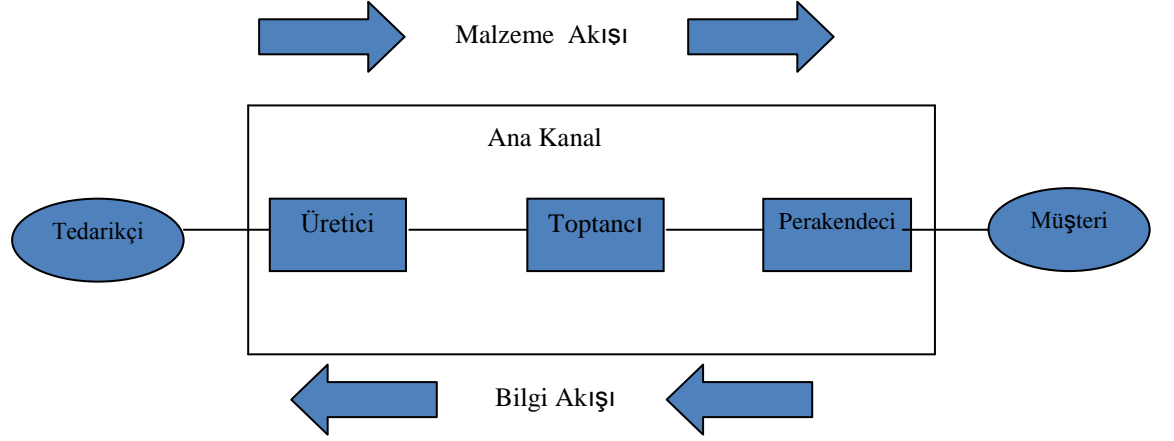 Malzeme Akışı
Ana Kanal
Tedarikçi
Üretici
Toptancı
Perakendeci
Müşteri
Bilgi Akışı